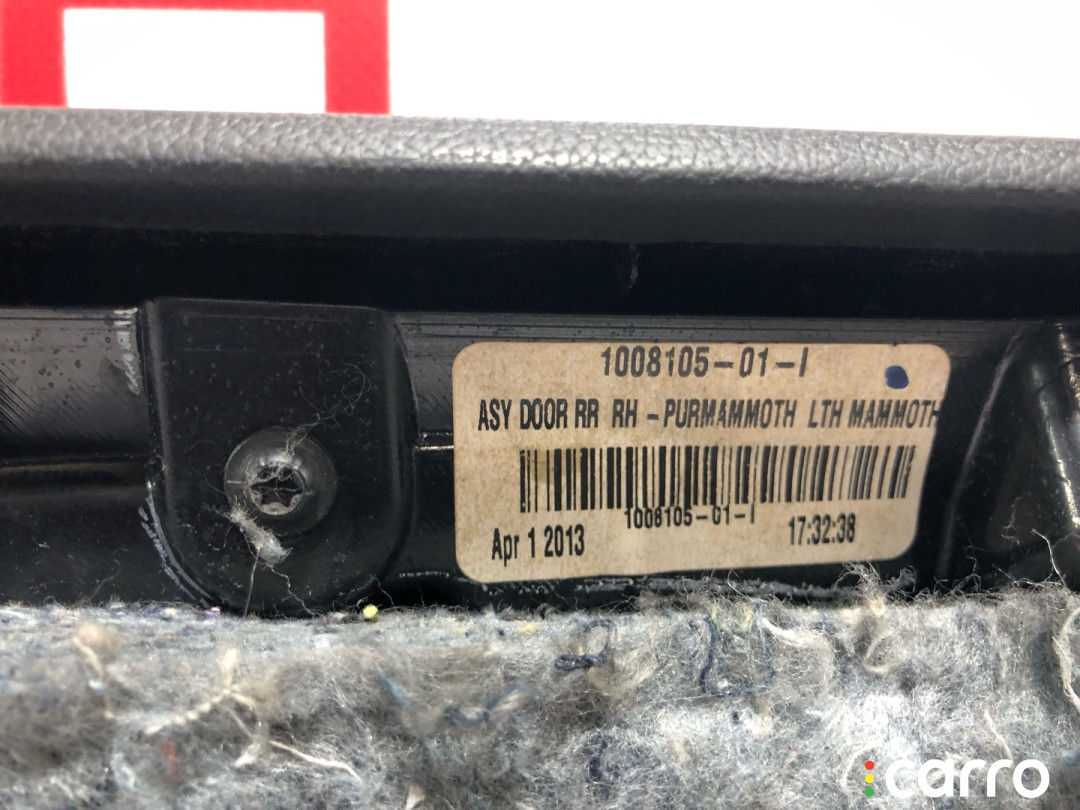 1008105-01-I
ASY DOOR RR RH -PURMAMMOTH LTH MAMMOTH
1008105-01-I
Apr 1 2013 17:32:38
carro